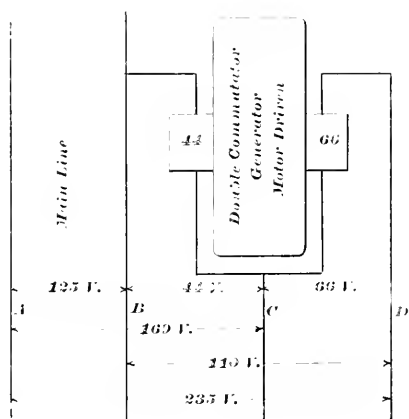 Main Line
44
Double Commutator
Generator
Motor Driven
66
125 V.
44 V.
66 V.
A
B
C
D
169 V.
110 V.
235 V.